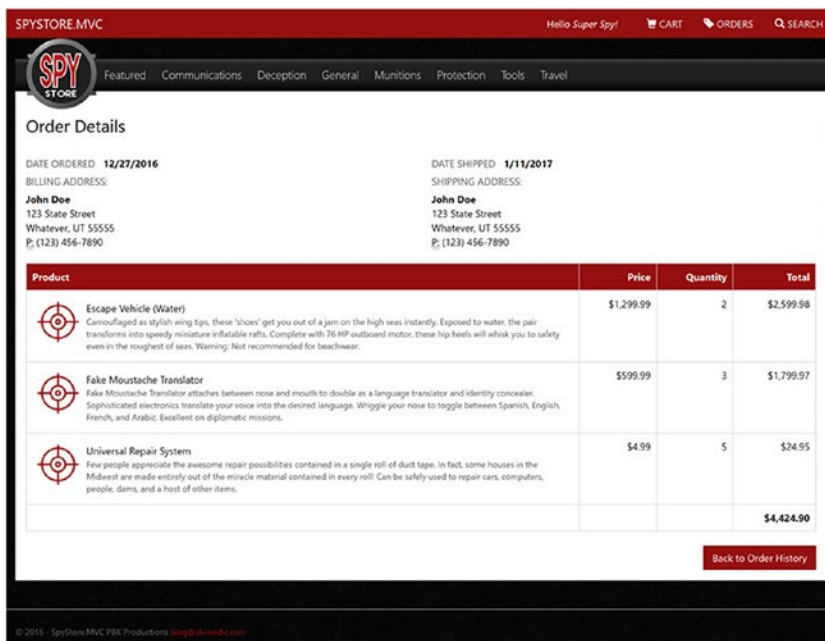 SPYSTORE.MVC
Hello Super Spy! CART ORDERS SEARCH
SPY
STORE
Featured Communications Deception General Munitions Protection Tools Travel
Order Details
DATE ORDERED 12/27/2016
DATE SHIPPED 1/11/2017
BILLING ADDRESS:
SHIPPING ADDRESS:
John Doe
123 State Street
Whatever, UT 55555
P: (123) 456-7890
John Doe
123 State Street
Whatever, UT 55555
P: (123) 456-7890
Product Price Quantity Total
Escape Vehicle (Water) $1,299.99 2 $2,599.98
Camouflaged as stylish wing tips, these 'shoes' get you out of a jam on the high seas instantly. Exposed to water, the pair
transforms into speedy miniature inflatable rafts. Complete with 76 HP outboard motor, these hip heels will whisk you to safety
even in the roughest of seas. Warning: Not recommended for beachwear.
Fake Moustache Translator $599.99 3 $1,799.97
Fake Moustache Translator attaches between nose and mouth to double as a language translator and identity concealer.
Sophisticated electronics translate your voice into the desired language. Wriggle your nose to toggle between Spanish, English,
French, and Arabic. Excellent on diplomatic missions.
Universal Repair System $4.99 5 $24.95
Few people appreciate the awesome repair possibilities contained in a single roll of duct tape. In fact, some houses in the
Midwest are made entirely out of the miracle material contained in every roll! Can be safely used to repair cars, computers,
people, dams, and a host of other items.
$4,424.90
Back to Order History
© 2016 - SpyStore.MVC PBK Productions blog@skimedic.com